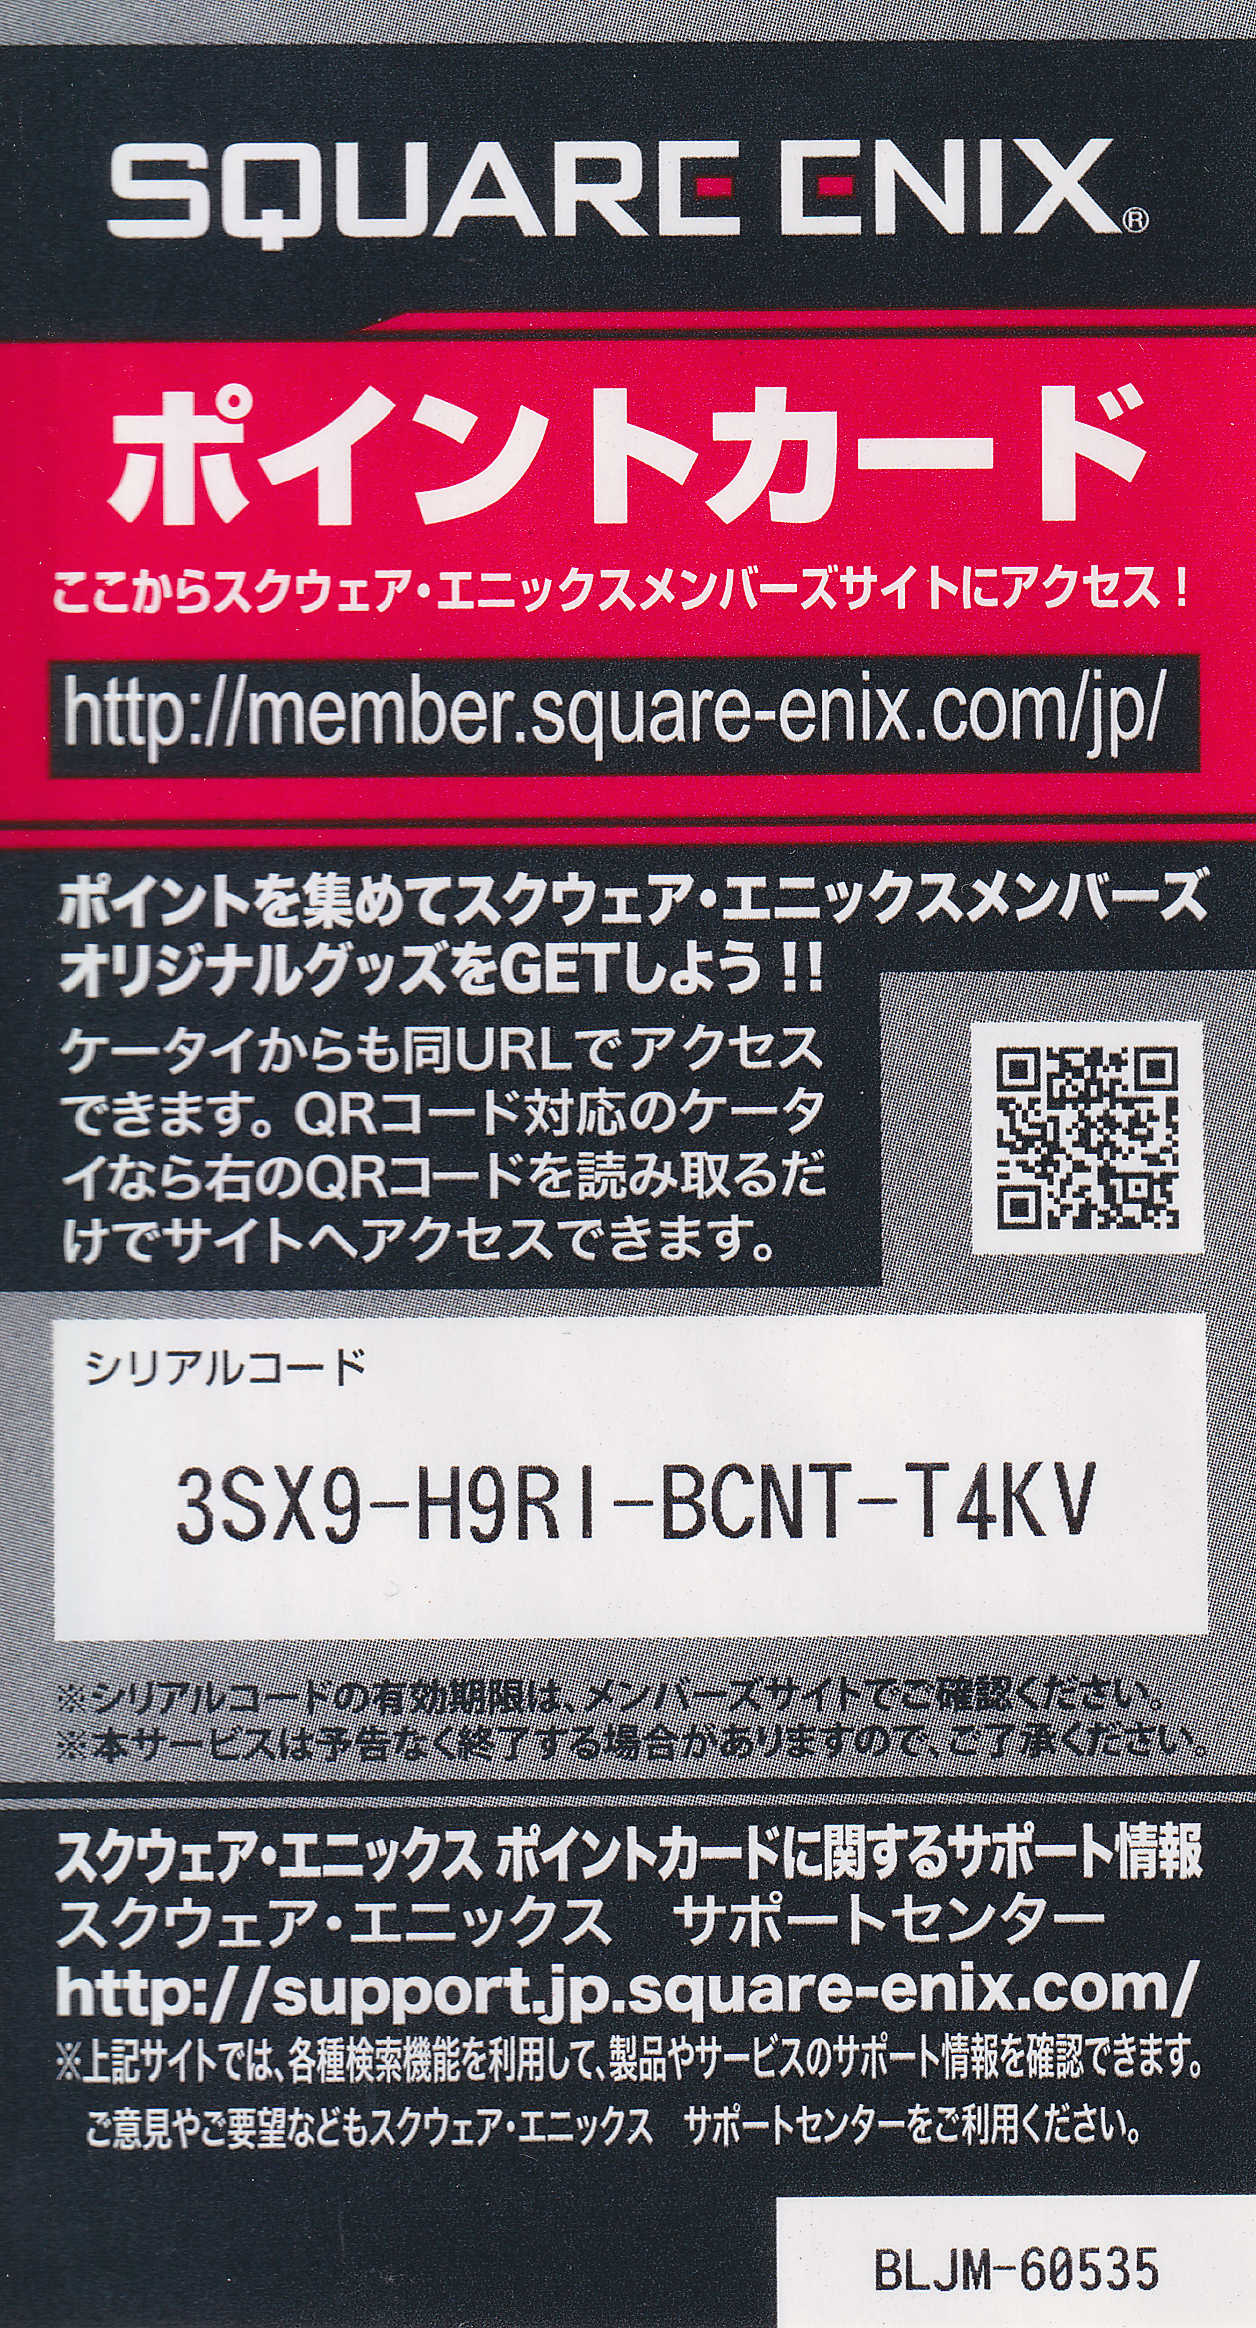 SQUARE ENIX®
ポイントカード
ここからスクウェア・エニックスメンバーズサイトにアクセス！
http://member.square-enix.com/jp/
ポイントを集めてスクウェア・エニックスメンバーズ
オリジナルグッズをGETしよう！！
ケータイからも同URLでアクセス
できます。QRコード対応のケータ
イなら右のQRコードを読み取るだ
けでサイトへアクセスできます。
シリアルコード
3SX9-H9RI-BCNT-T4KV
※シリアルコードの有効期限は、メンバーズサイトでご確認ください。
※本サービスは予告なく終了する場合がありますので、ご了承ください。
スクウェア・エニックス ポイントカードに関するサポート情報
スクウェア・エニックス　サポートセンター
http://support.jp.square-enix.com/
※上記サイトでは、各種検索機能を利用して、製品やサービスのサポート情報を確認できます。
ご意見やご要望などもスクウェア・エニックス　サポートセンターをご利用ください。
BLJM-60535